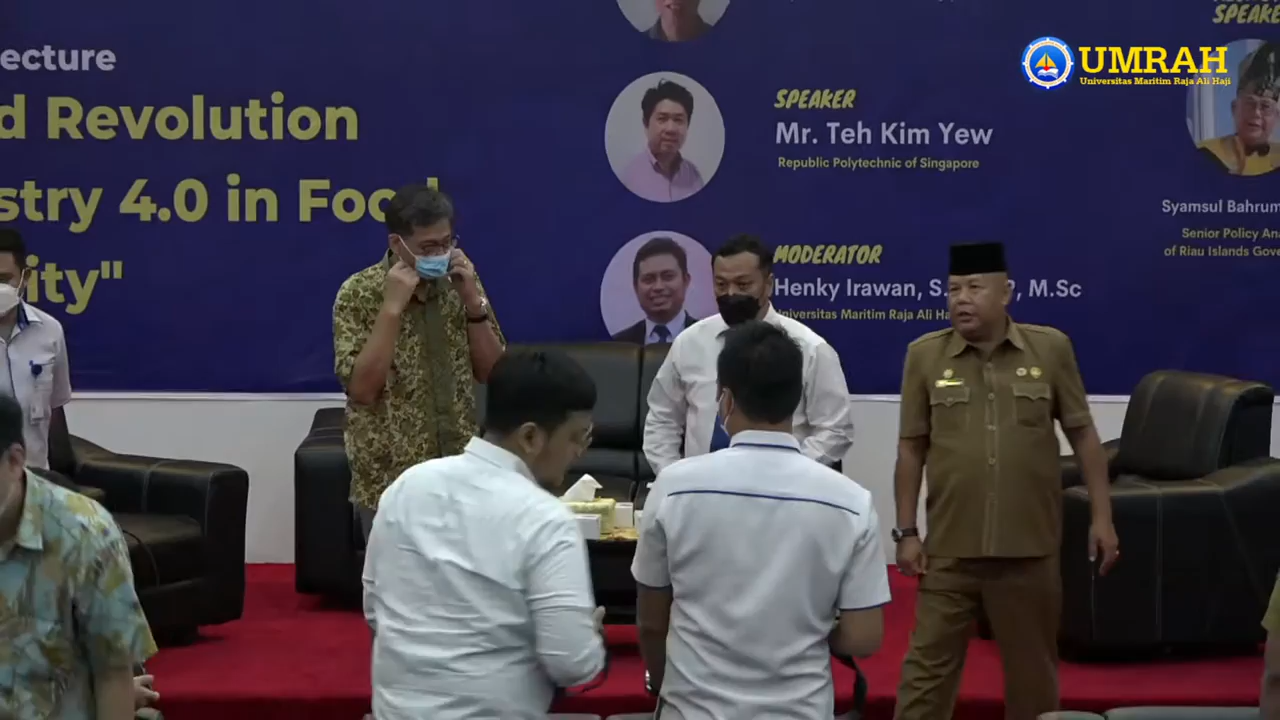 ecture
d Revolution
stry 4.0 in Food
ity"
SPEAKER
Mr. Teh Kim Yew
Republic Polytechnic of Singapore
MODERATOR
Henky Irawan, S. M.Sc
Universitas Maritim Raja Ali
SPEAKE
Syamsul Bahrum
Senior Policy Ana
of Riau Islands Gove
UMRAH
Universitas Maritim Raja Ali Haji